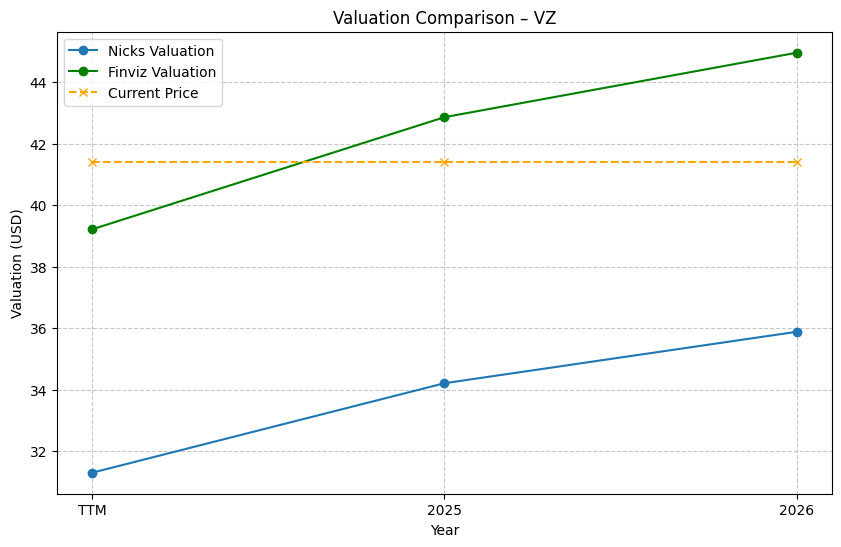 Valuation Comparison – VZ
Nicks Valuation
Finviz Valuation
Current Price
Valuation (USD)
44
42
40
38
36
34
32
TTM
2025
2026
Year